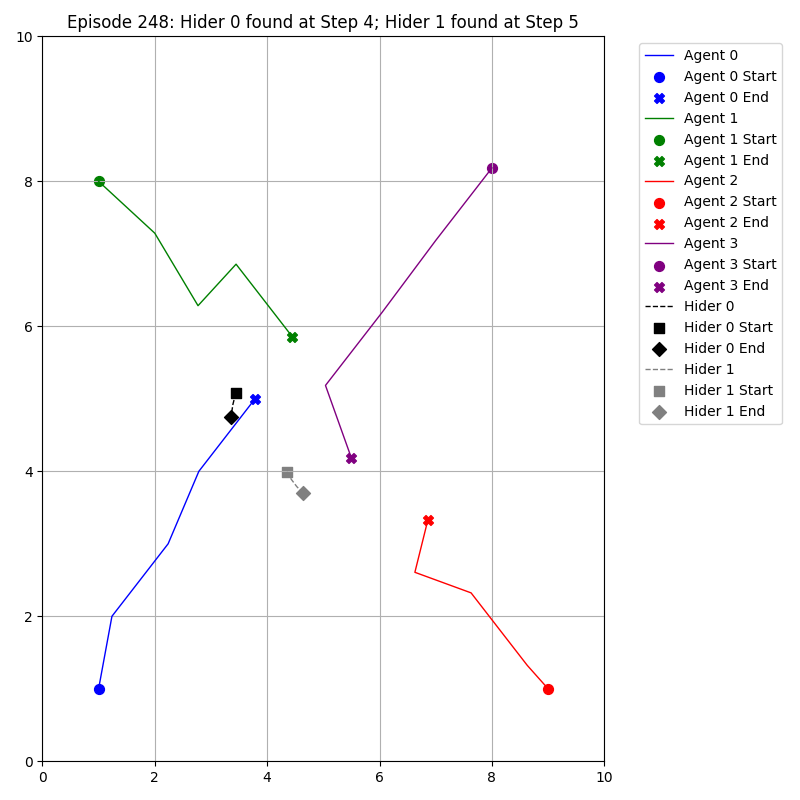 Episode 248: Hider 0 found at Step 4; Hider 1 found at Step 5
10
8
6
4
2
0
0 2 4 6 8 10
Agent 0
Agent 0 Start
Agent 0 End
Agent 1
Agent 1 Start
Agent 1 End
Agent 2
Agent 2 Start
Agent 2 End
Agent 3
Agent 3 Start
Agent 3 End
Hider 0
Hider 0 Start
Hider 0 End
Hider 1
Hider 1 Start
Hider 1 End